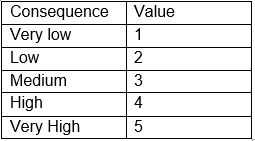 Consequence Value
Very low 1
Low 2
Medium 3
High 4
Very High 5